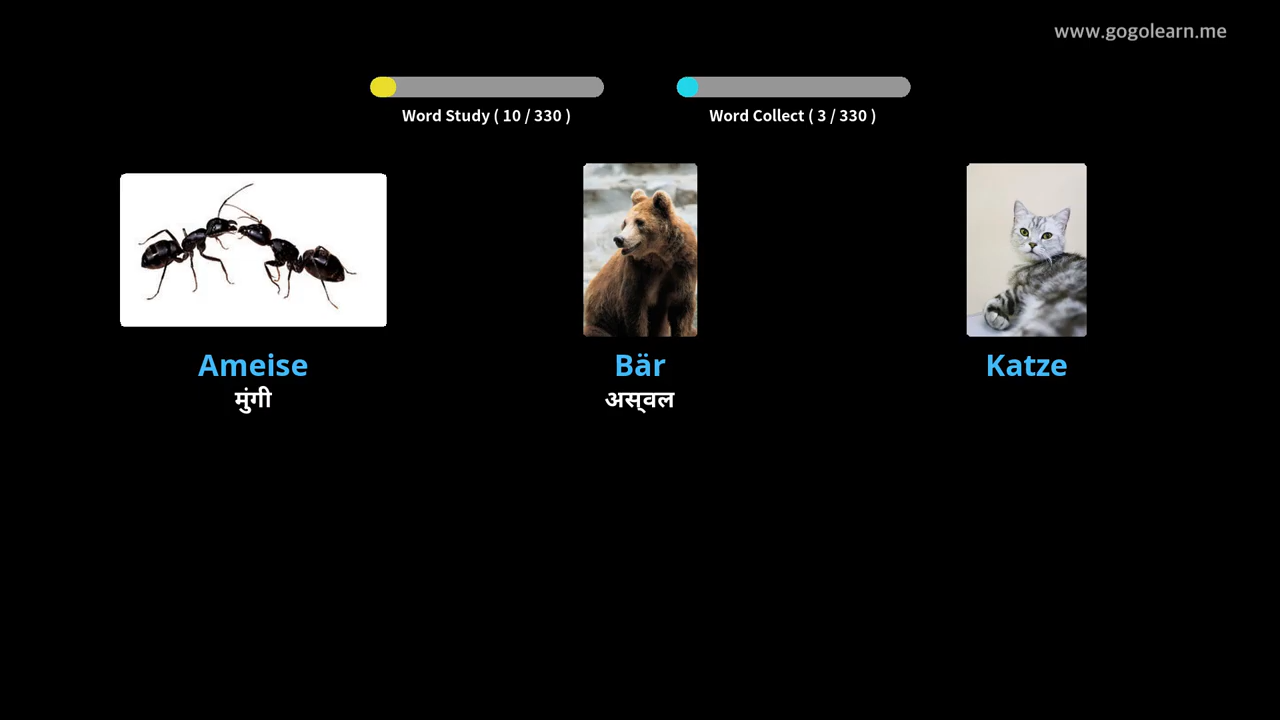 www.gogolearn.me
Word Study ( 10 / 330 )
Word Collect ( 3 / 330 )
Ameise
Bär
Katze
मुंगी
अस्वल